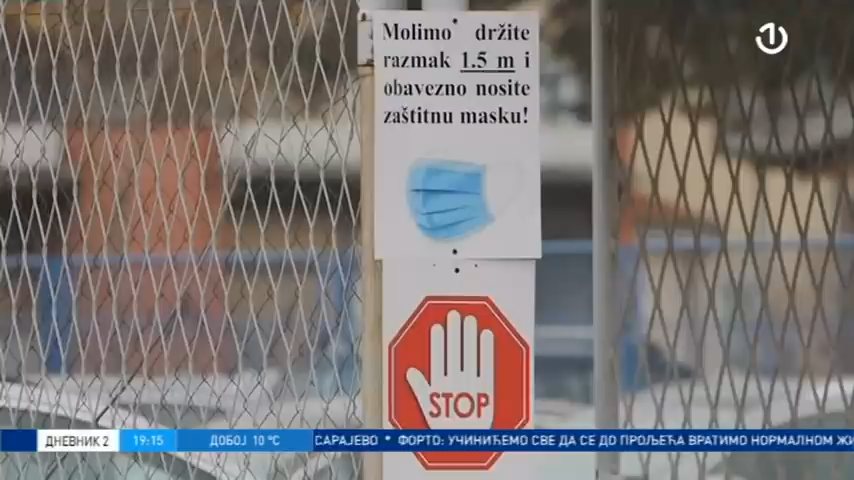 Molimo držite
razmak 1.5 m i
obavezno nosite
zaštitnu masku!
STOP
ДНЕВНИК 2 19:15 ДОБОЈ 10 °C САРАЈЕВО * ФОРТО: УЧИНИЋЕМО СВЕ ДА СЕ ДО ПРОЉЕЋА ВРАТИМО НОРМАЛНОМ ЖИ